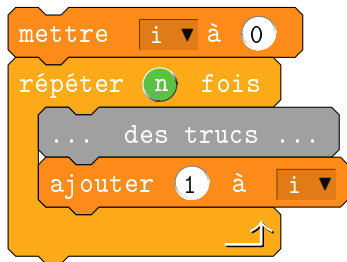 mettre i ▼ à 0
répéter n fois
... des trucs ...
ajouter 1 à i ▼